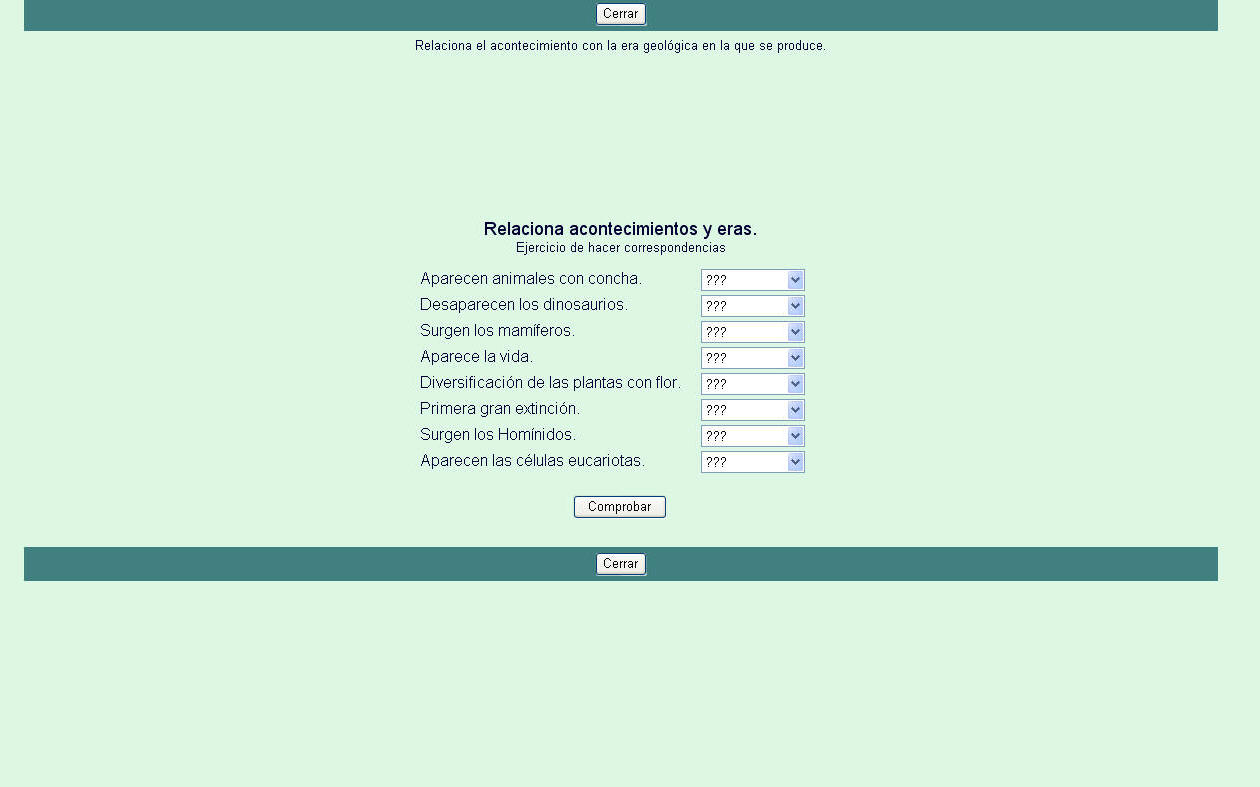 Cerrar
Relaciona el acontecimiento con la era geológica en la que se produce.
Relaciona acontecimientos y eras.
Ejercicio de hacer correspondencias
Aparecen animales con concha. ???
Desaparecen los dinosaurios. ???
Surgen los mamíferos. ???
Aparece la vida. ???
Diversificación de las plantas con flor. ???
Primera gran extinción. ???
Surgen los Homínidos. ???
Aparecen las células eucariotas. ???
Comprobar
Cerrar